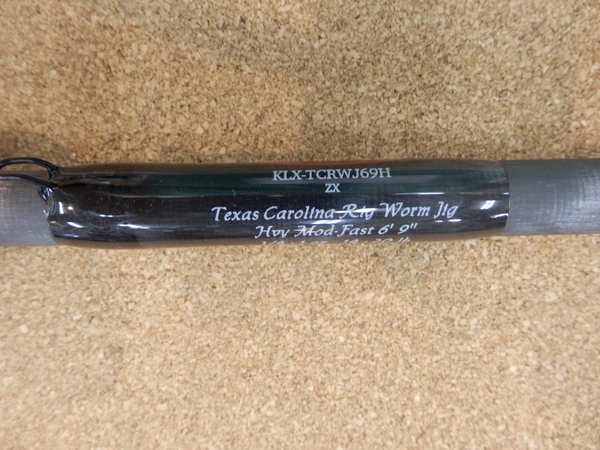 KLX-TCRWJ69H
ZX
Texas Carolina Rig Worm Jig
Hvy Mod-Fast 6' 9"